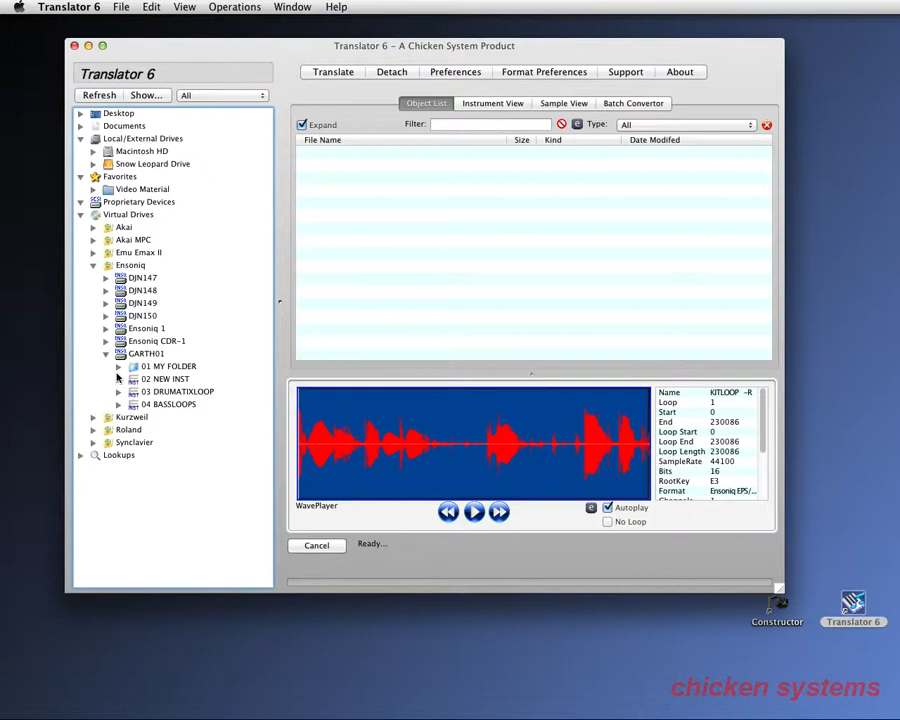 Translator 6 File Edit View Operations Window Help
Translator 6 – A Chicken System Product
Translator 6
Translate Detach Preferences Format Preferences Support About
Refresh Show... All
Object List Instrument View Sample View Batch Convertor
Expand Filter: Type: All
File Name Size Kind Date Modifed
Desktop
Documents
Local/External Drives
Macintosh HD
Snow Leopard Drive
Favorites
Video Material
Proprietary Devices
Virtual Drives
Akai
Akai MPC
Emu Emax II
Ensoniq
DJN147
DJN148
DJN149
DJN150
Ensoniq 1
Ensoniq CDR-1
GARTH01
01 MY FOLDER
02 NEW INST
03 DRUMATIXLOOP
04 BASSLOOPS
Kurzweil
Roland
Synclavier
Lookups
Name KITLOOP -R
Loop 1
Start 0
End 230086
Loop Start 0
Loop End 230086
Loop Length 230086
SampleRate 44100
Bits 16
RootKey E3
Format Ensoniq EPS/...
WavePlayer
Autoplay
No Loop
Cancel Ready...
Constructor
Translator 6
chicken systems